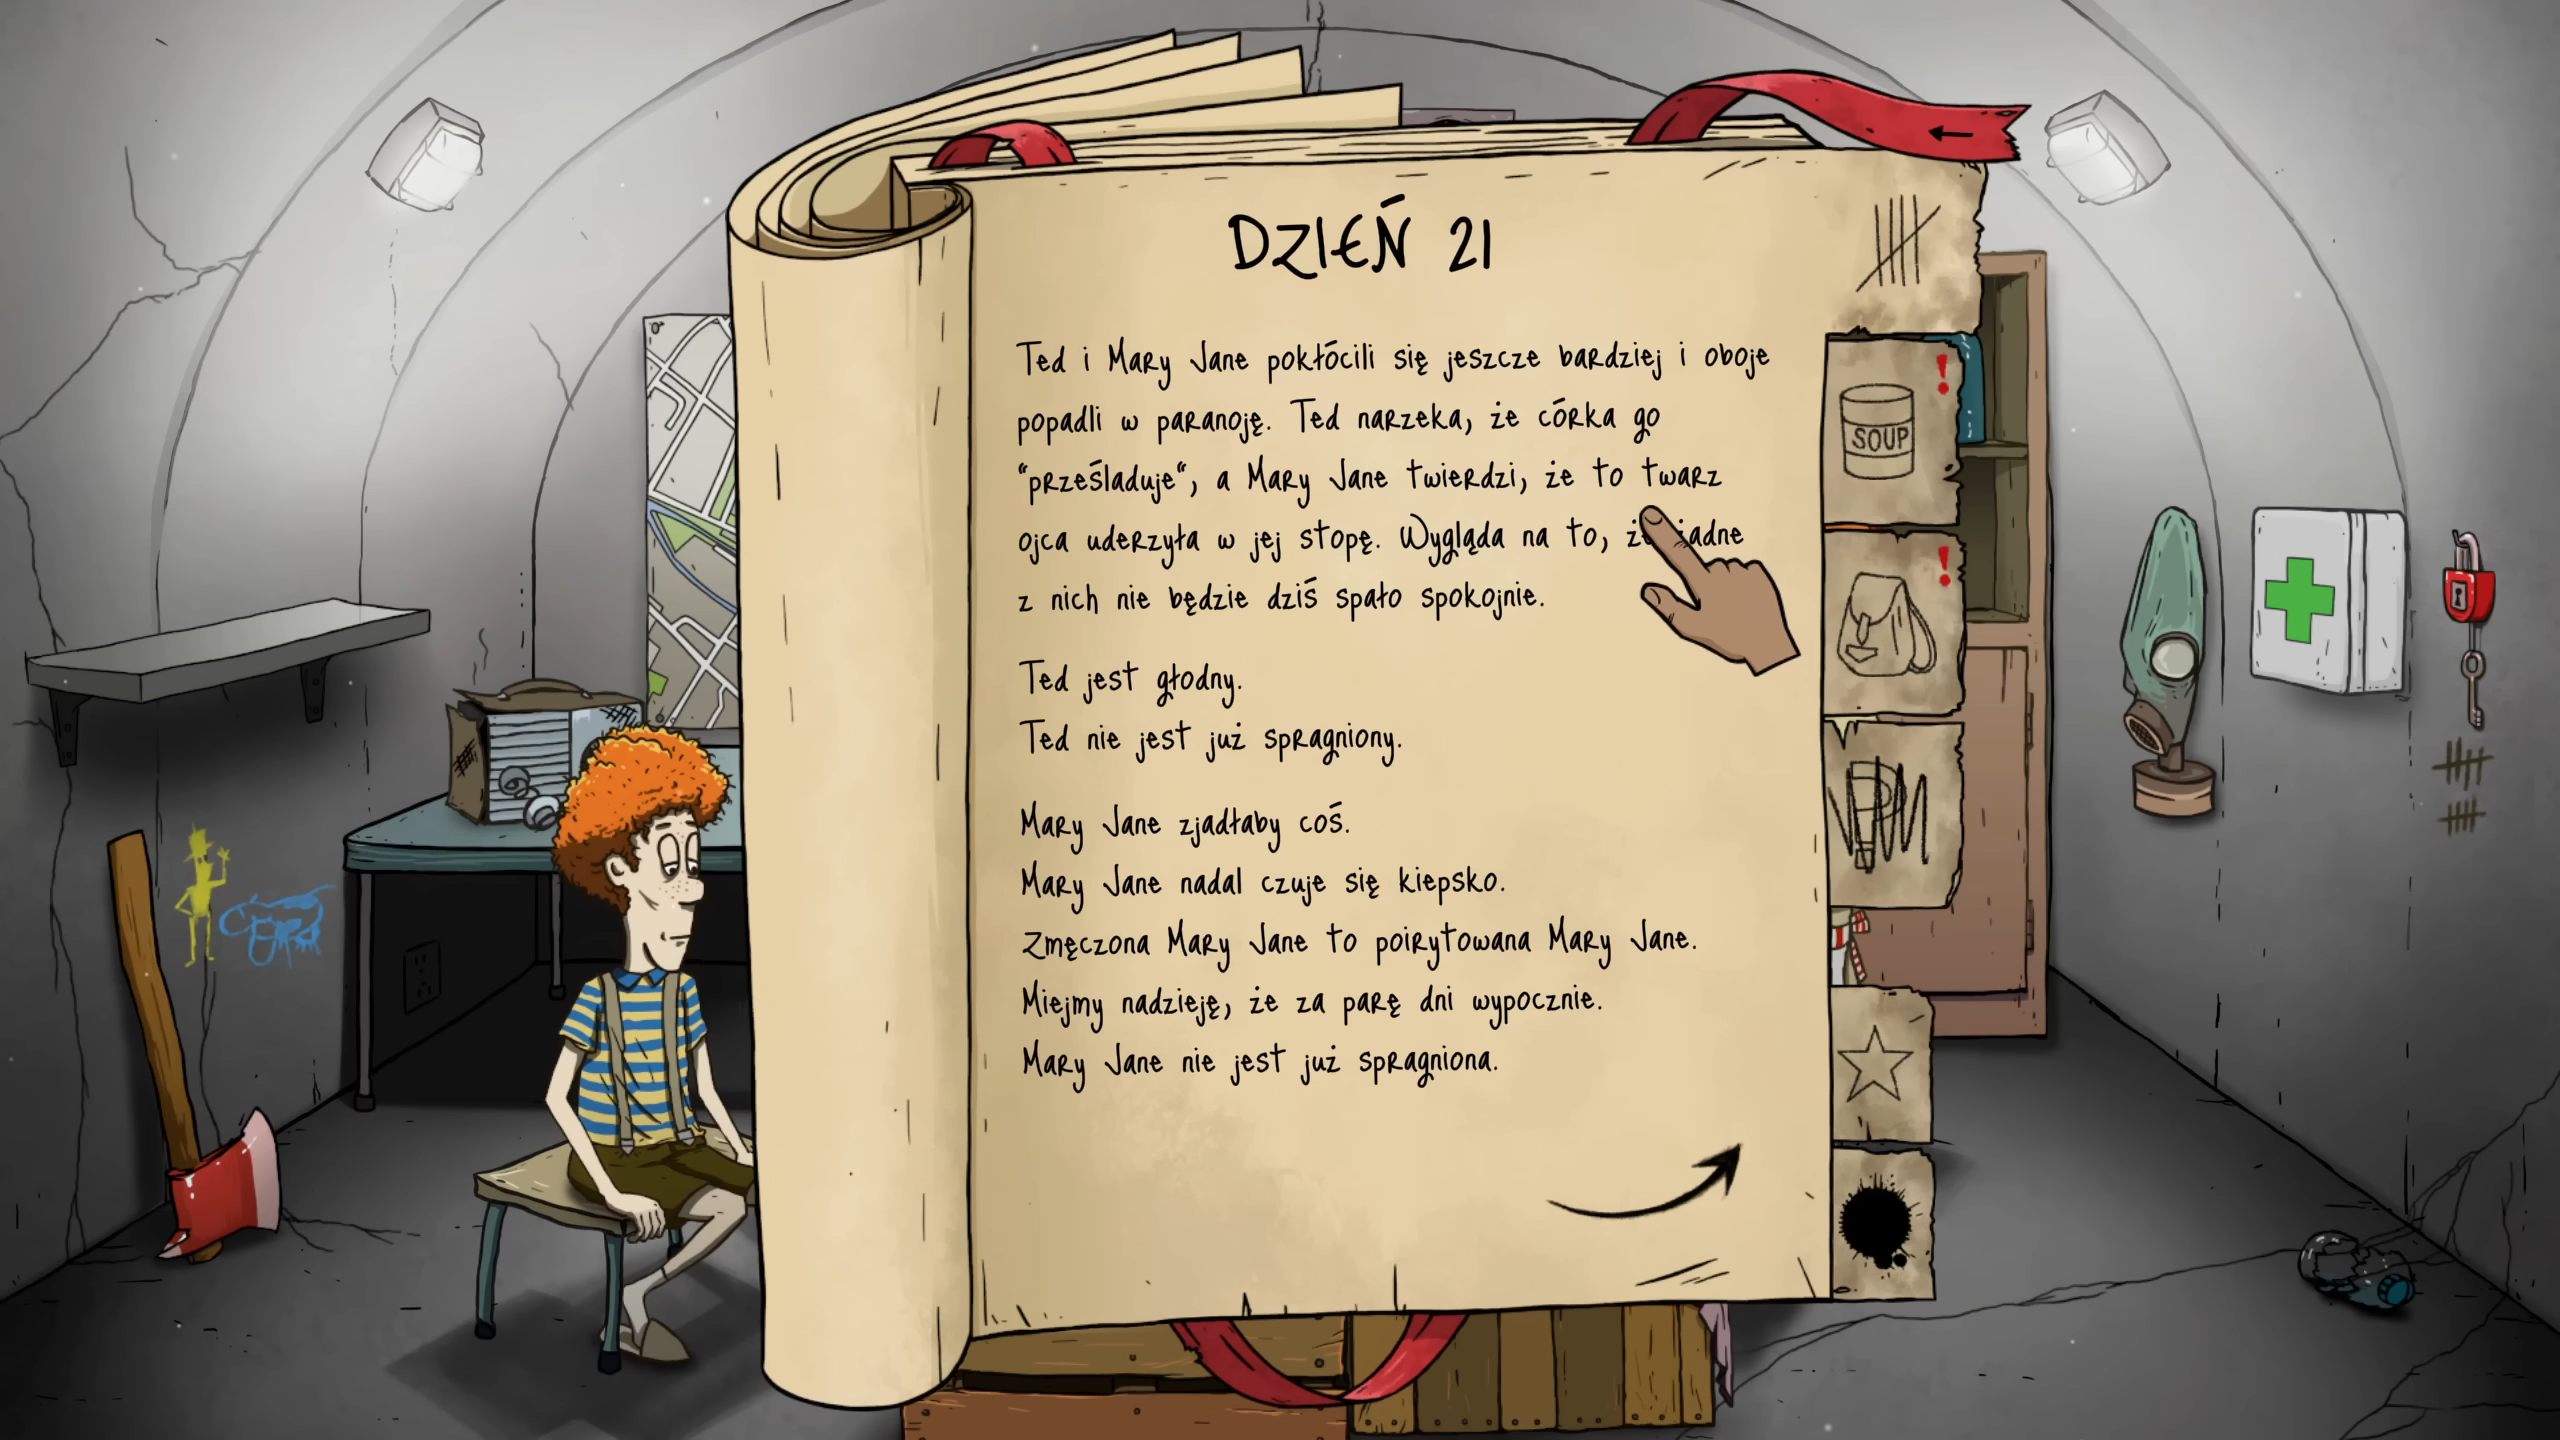 DZIEŃ 21
Ted i Mary Jane pokłócili się jeszcze bardziej i oboje
popadli w paranoję. Ted narzeka, że córka go
“prześladuje“, a Mary Jane twierdzi, że to twarz
ojca uderzyła w jej stopę. Wygląda na to,
z nich nie będzie dziś spało spokojnie.
Ted jest głodny.
Ted nie jest już spragniony.
Mary Jane zjadłaby coś.
Mary Jane nadal czuje się kiepsko.
Zmęczona Mary Jane to poirytowana Mary Jane.
Miejmy nadzieję, że za parę dni wypocznie.
Mary Jane nie jest już spragniona.
!
SOUP
!